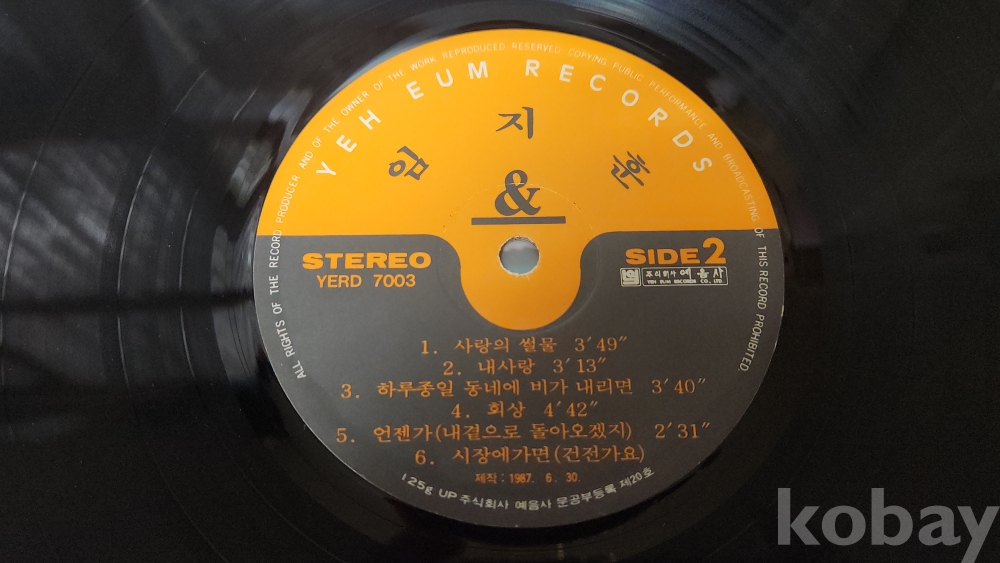 ALL RIGHTS OF THE RECORD PRODUCER AND OF THE OWNER OF THE WORK REPRODUCED RESERVED COPYING PUBLIC PERFORMANCE AND BROADCASTING OF THIS RECORD PROHIBITED.
YEH EUM RECORDS
임지훈
&
STEREO
YERD 7003
SIDE 2
주식회사 예음사
YEH EUM RECORDS CO., LTD.
1. 사랑의 썰물 3′49″
2. 내사랑 3′13″
3. 하루종일 동네에 비가 내리면 3′40″
4. 회상 4′42″
5. 언젠가(내곁으로 돌아오겠지) 2′31″
6. 시장에가면(건전가요)
제작 : 1987. 6. 30.
125g UP 주식회사 예음사 문공부등록 제20호
kobay